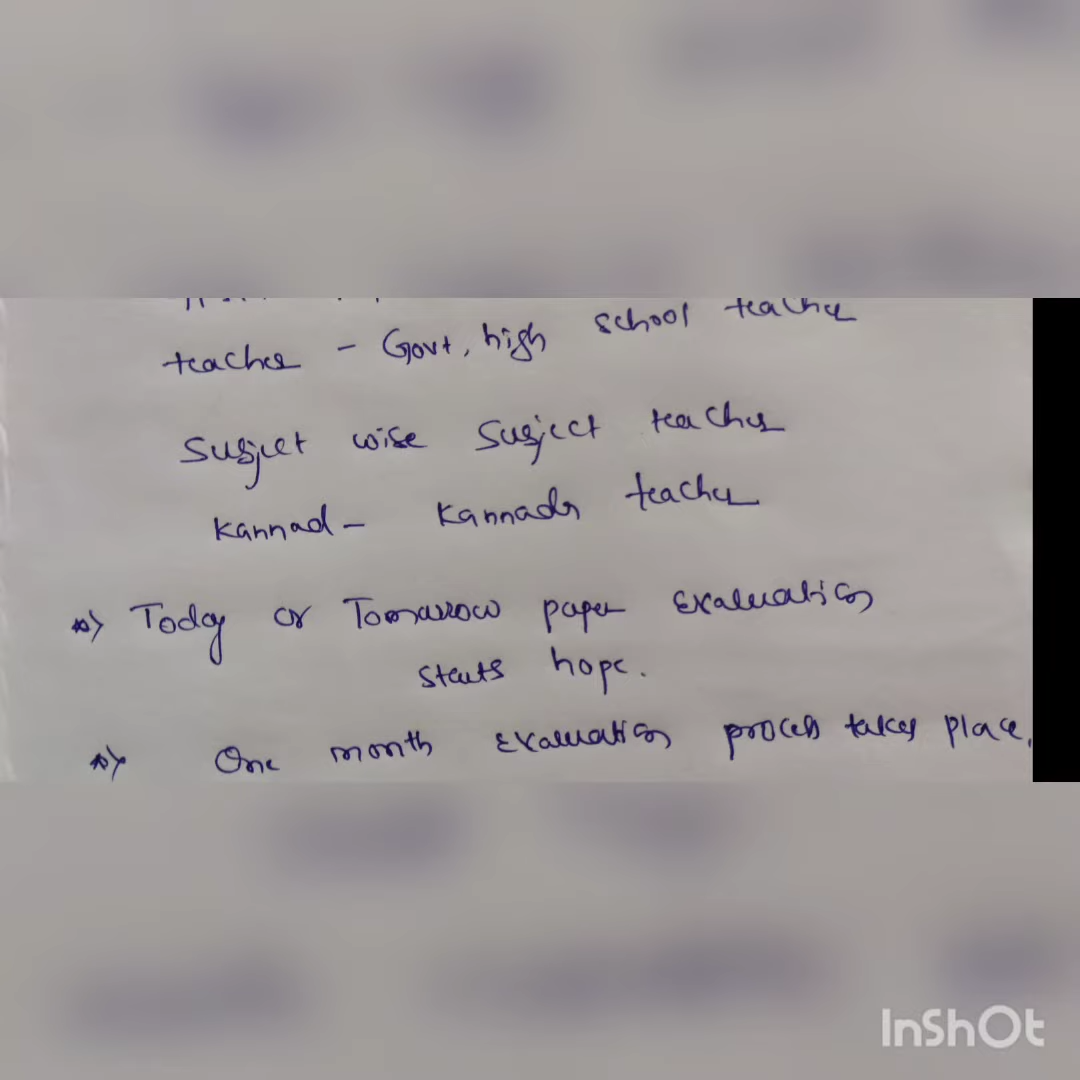 teacher - Govt, high school teacher
Subject wise Subject teacher
Kannad - Kannada teacher
Today or Tomarrow paper Evaluation
starts hope.
One month Evaluation process takes place.
InShOt